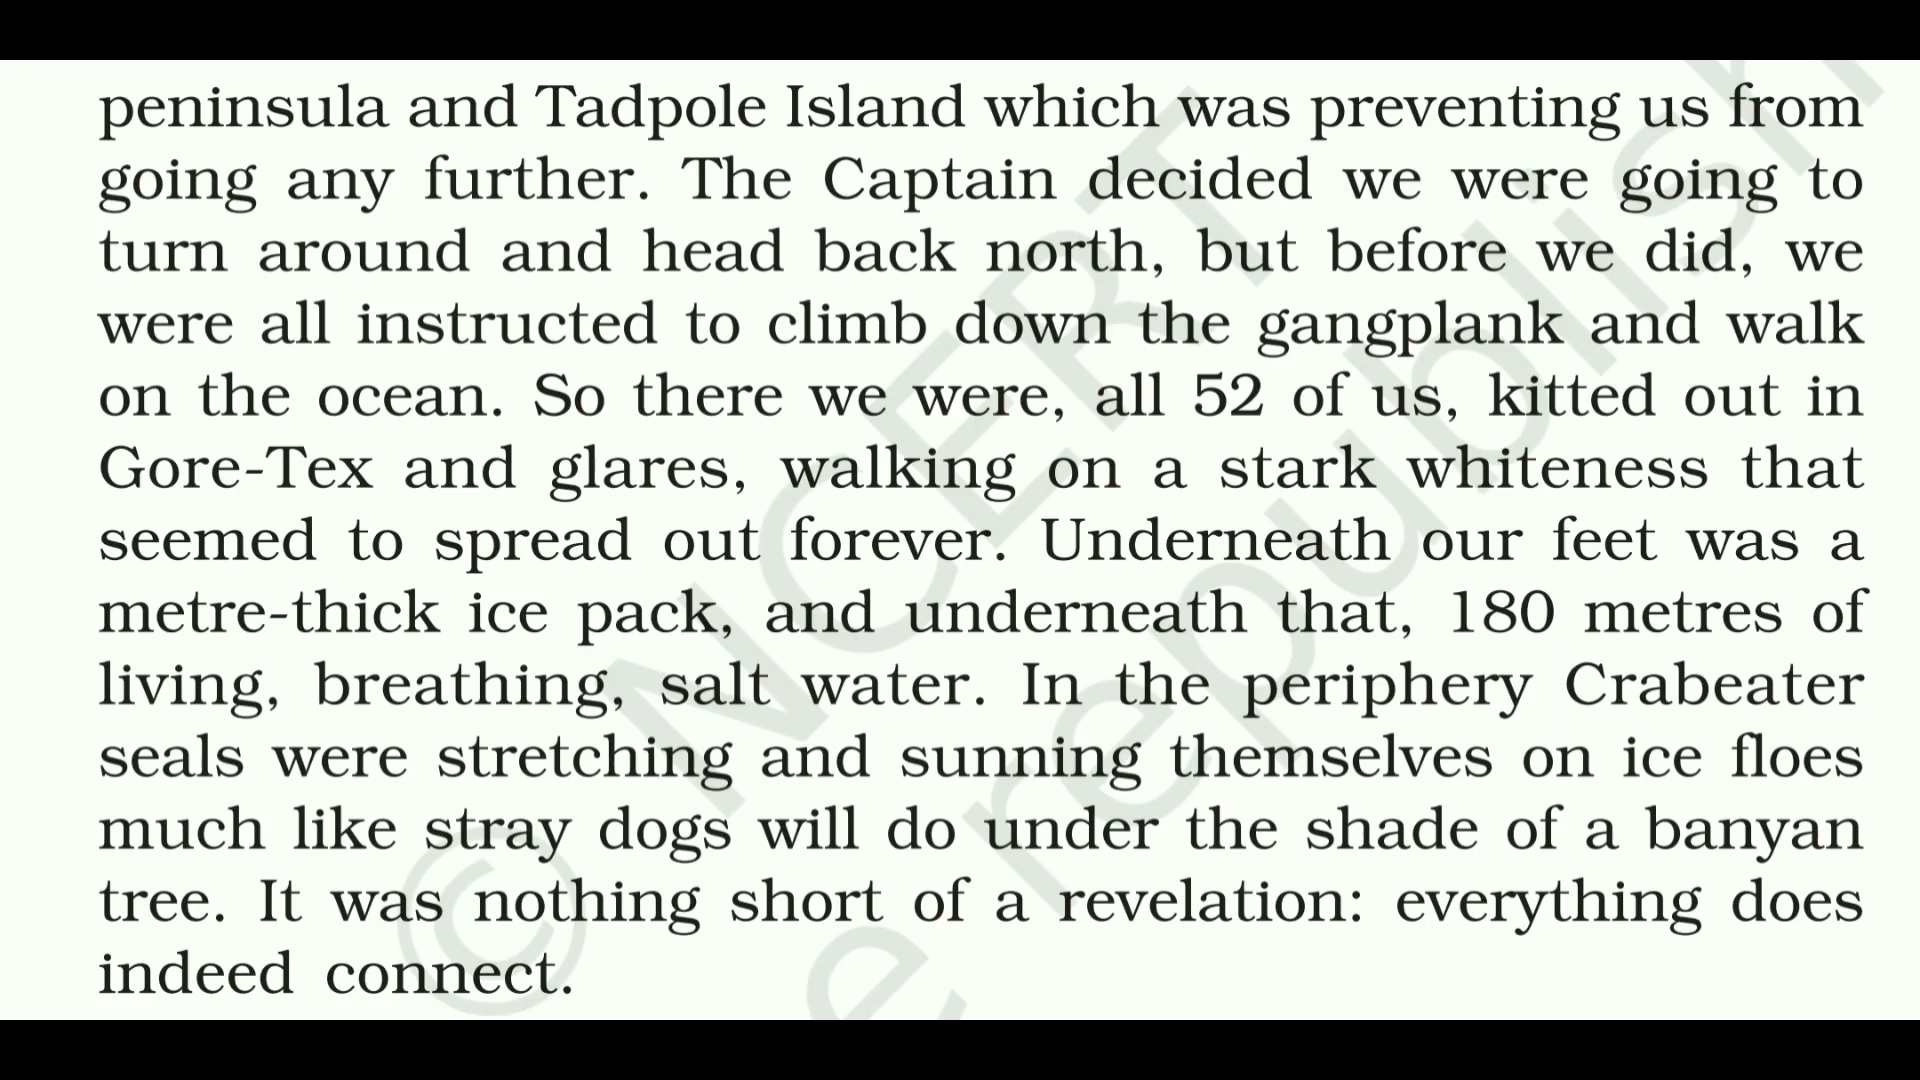 peninsula and Tadpole Island which was preventing us from
going any further. The Captain decided we were going to
turn around and head back north, but before we did, we
were all instructed to climb down the gangplank and walk
on the ocean. So there we were, all 52 of us, kitted out in
Gore-Tex and glares, walking on a stark whiteness that
seemed to spread out forever. Underneath our feet was a
metre-thick ice pack, and underneath that, 180 metres of
living, breathing, salt water. In the periphery Crabeater
seals were stretching and sunning themselves on ice floes
much like stray dogs will do under the shade of a banyan
tree. It was nothing short of a revelation: everything does
indeed connect.
© NCERT
e republish